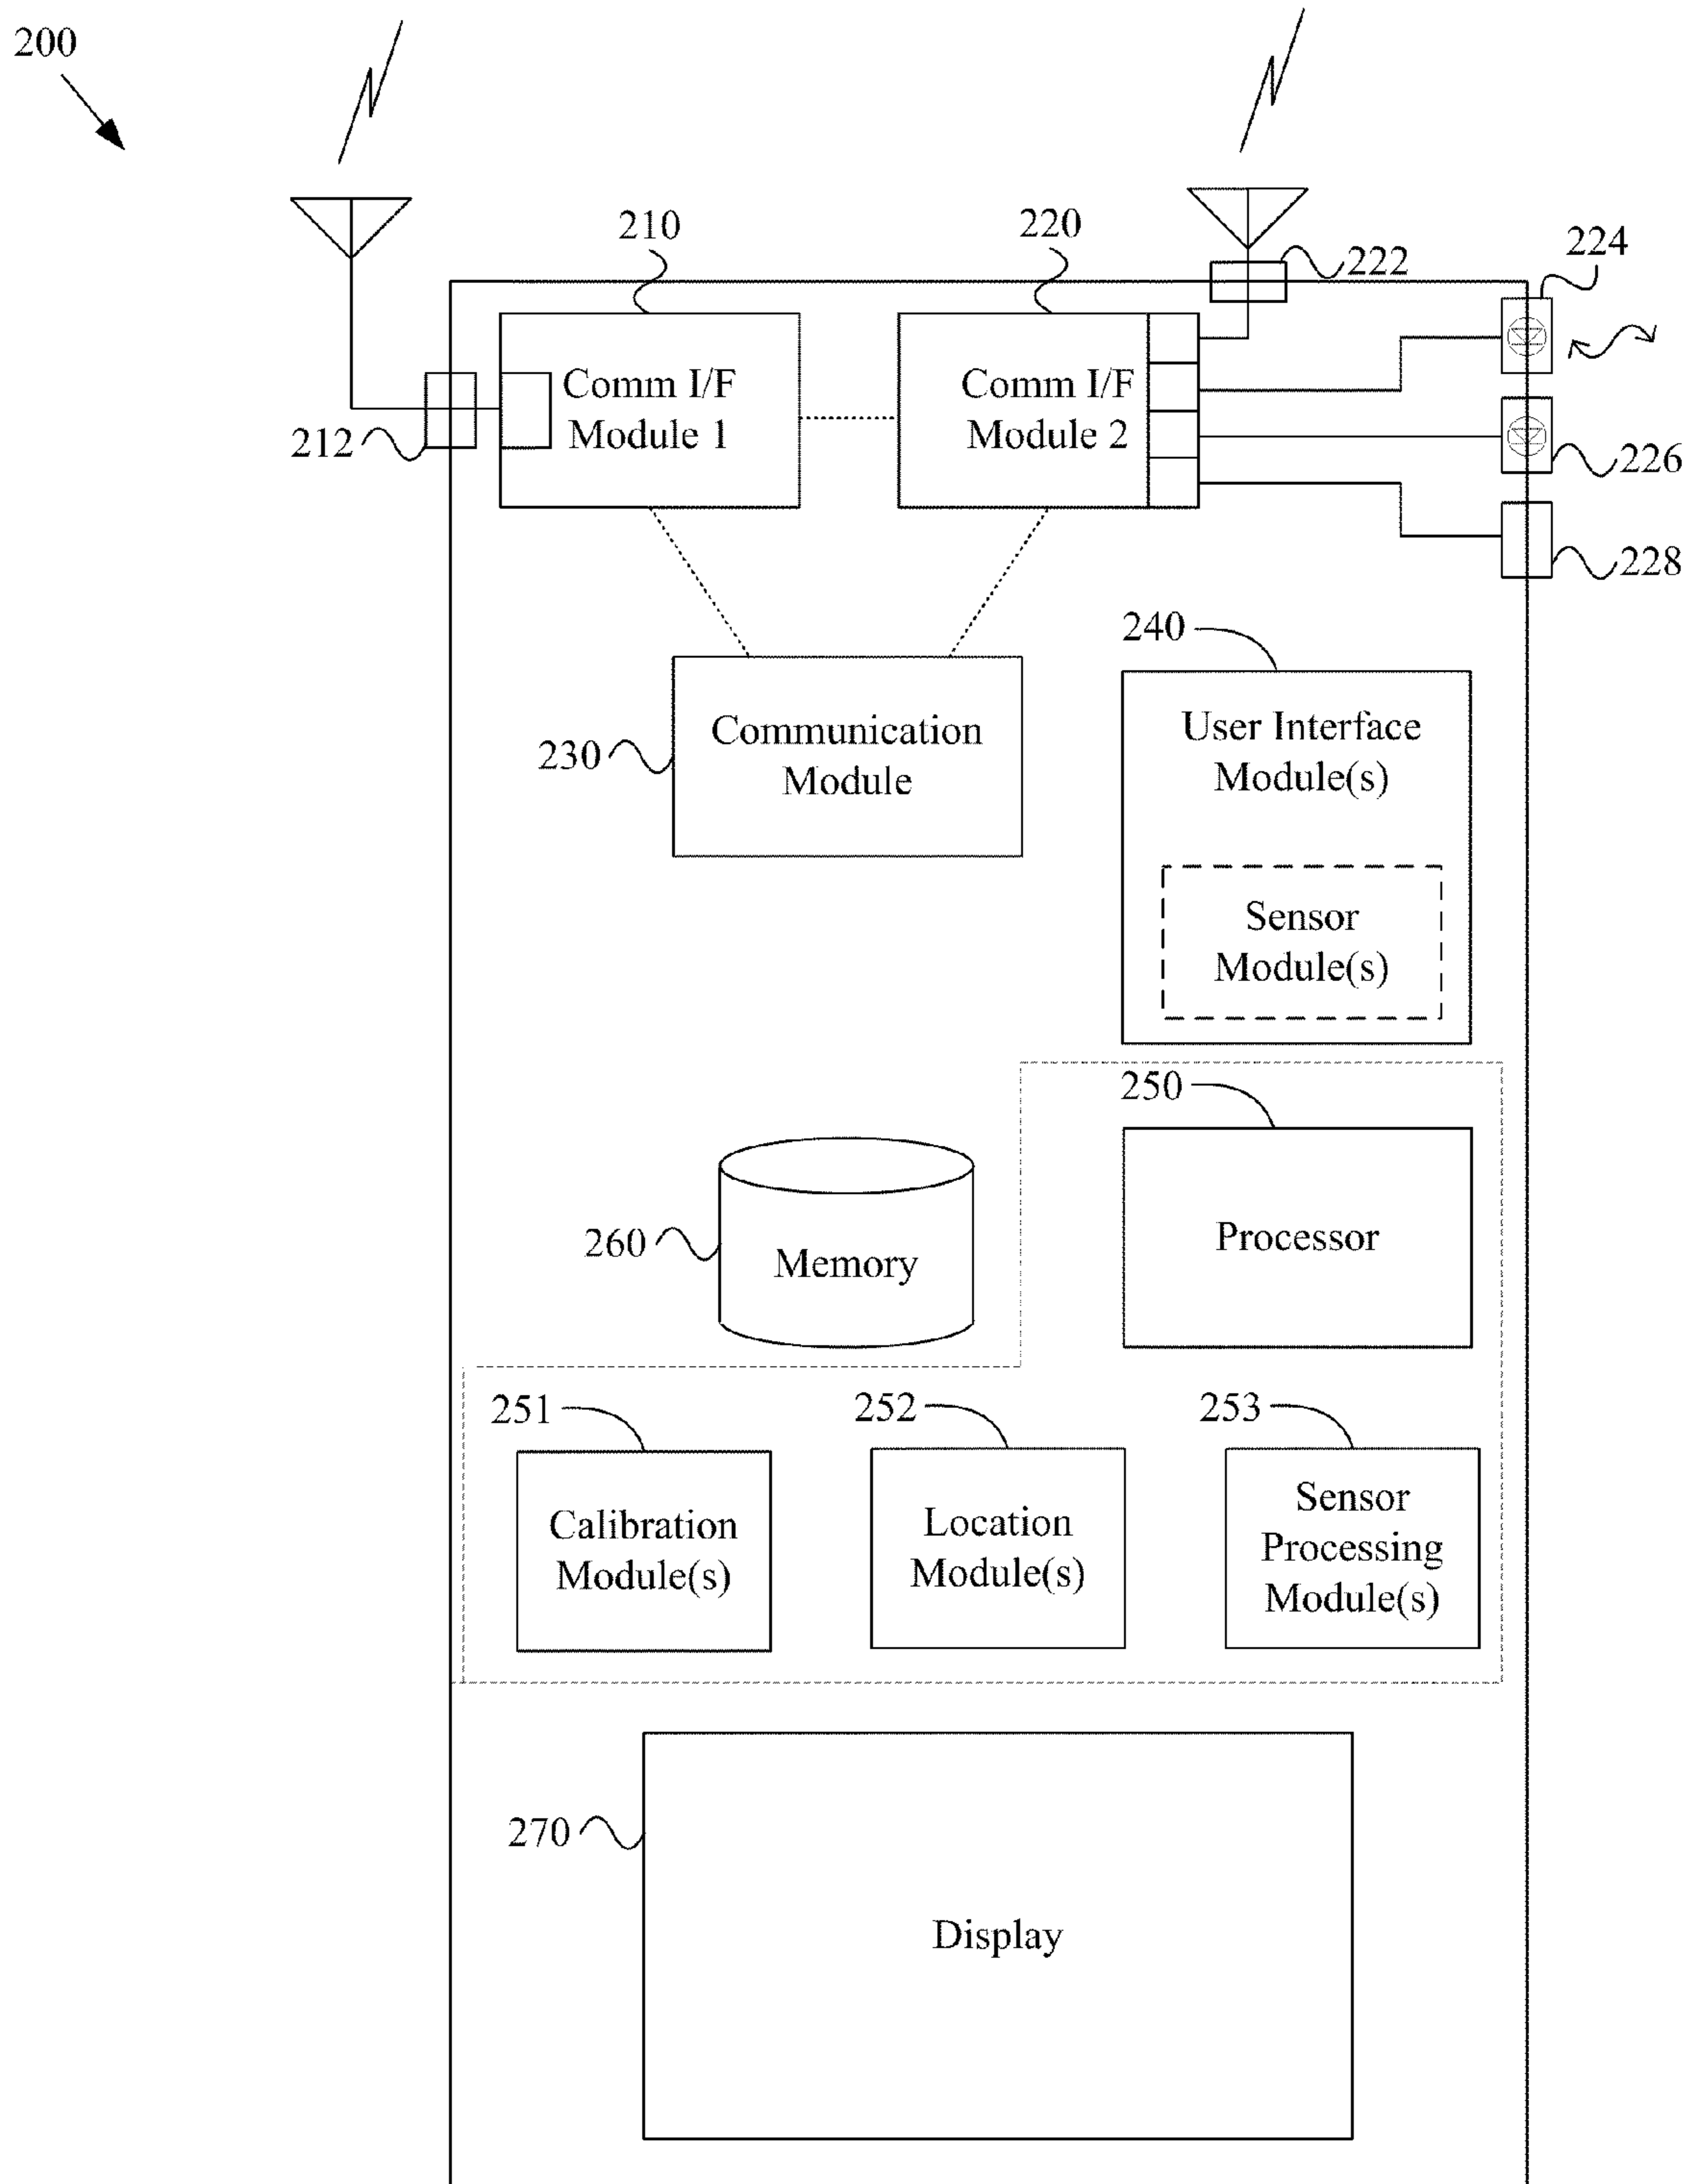 200
210
220
222
224
Comm I/F
Module 1
Comm I/F
Module 2
212
226
228
240
230
Communication
Module
User Interface
Module(s)
Sensor
Module(s)
250
260
Memory
Processor
251
252
253
Calibration
Module(s)
Location
Module(s)
Sensor
Processing
Module(s)
270
Display